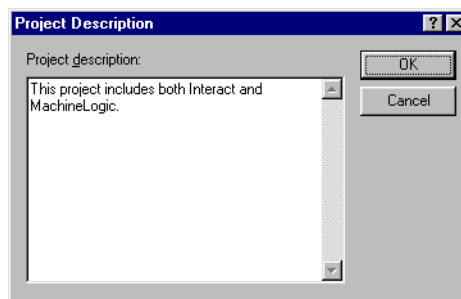 Project Description
Project description:
OK
This project includes both Interact and
MachineLogic.
Cancel